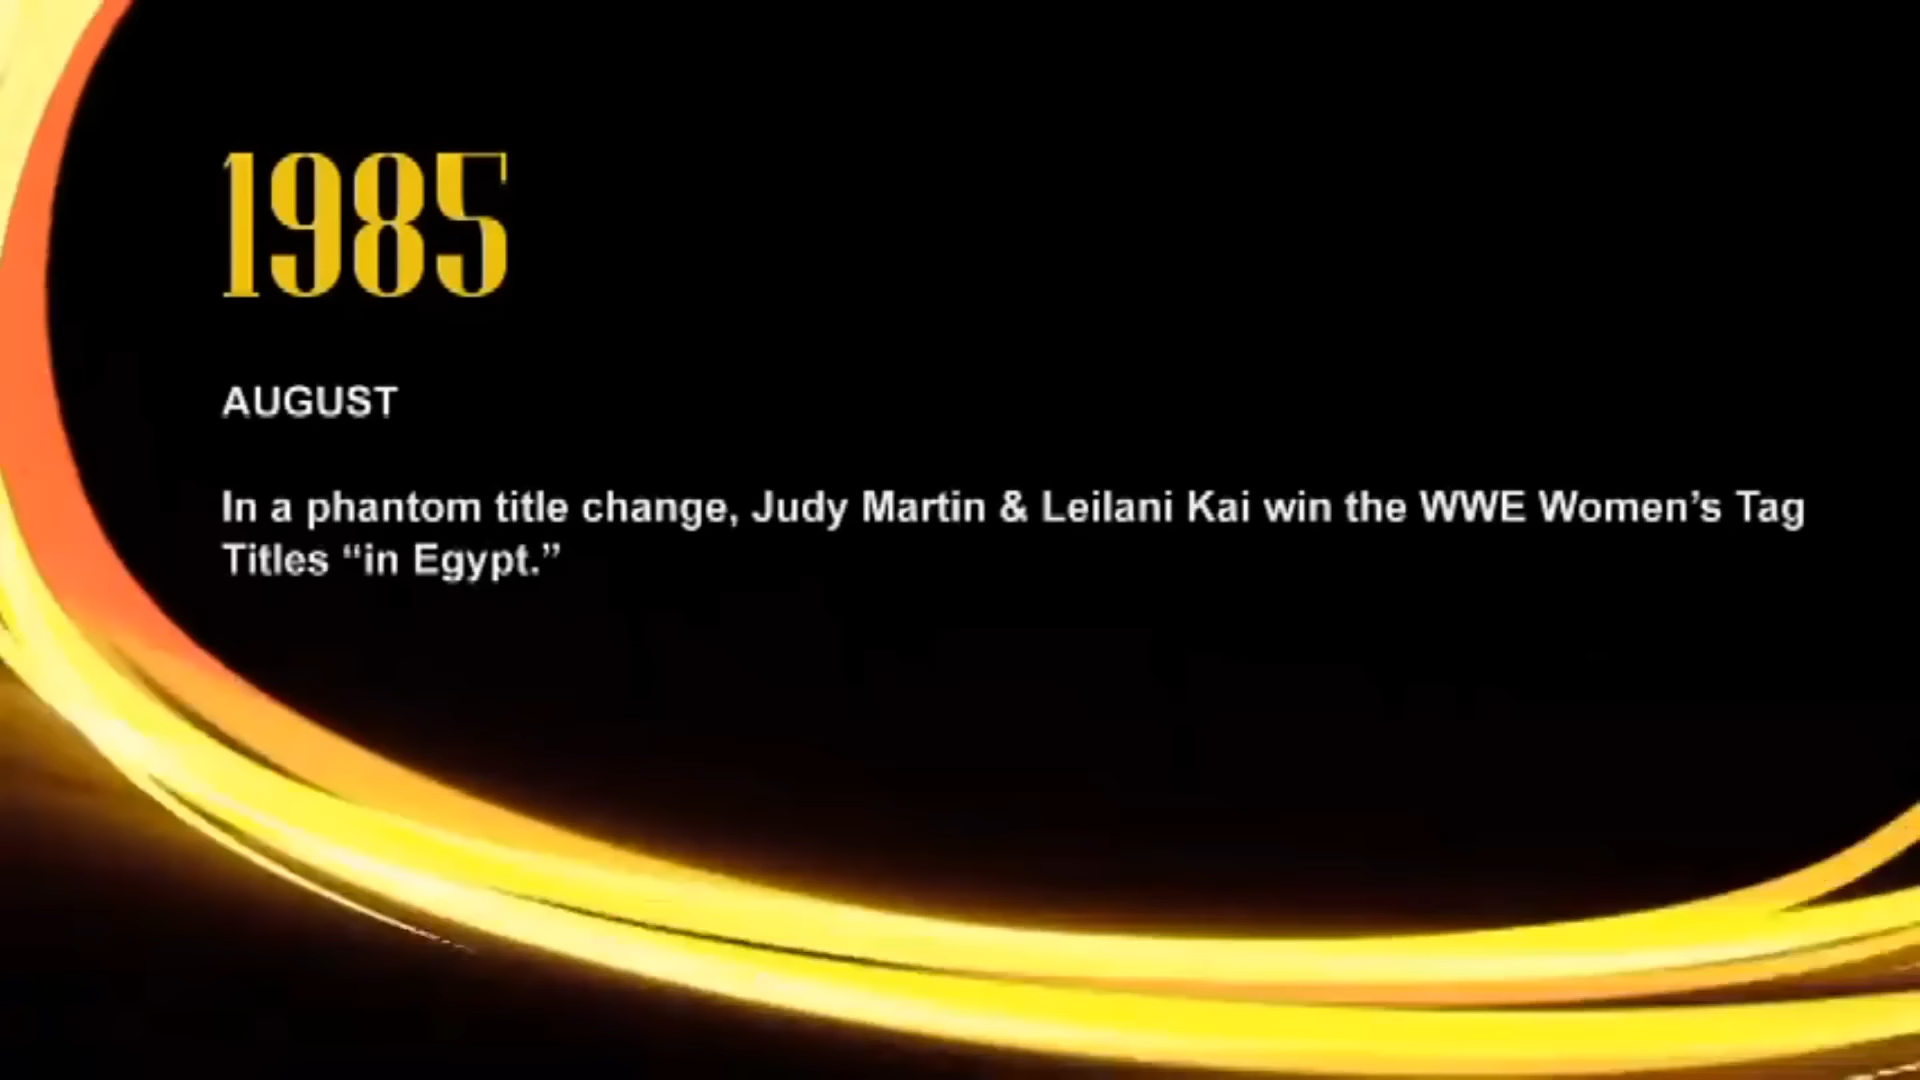 1985
AUGUST
In a phantom title change, Judy Martin & Leilani Kai win the WWE Women’s Tag
Titles “in Egypt.”